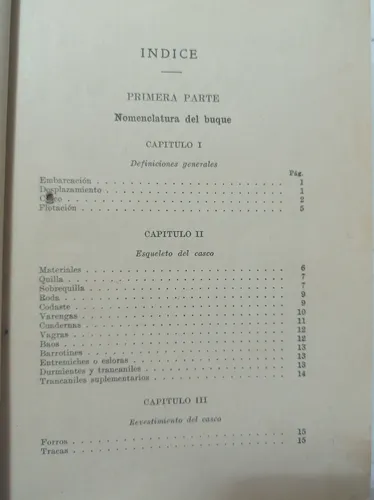 INDICE
PRIMERA PARTE
Nomenclatura del buque
CAPITULO I
Definiciones generales
Pág.
Embarcación . . . . . . . . . . . . . . . . . . . . 1
Desplazamiento . . . . . . . . . . . . . . . . . . 1
. . . . . . . . . . . . . . . . . . . . 2
Flotación . . . . . . . . . . . . . . . . . . . . 5
CAPITULO II
Esqueleto del casco
Materiales . . . . . . . . . . . . . . . . . . . . 6
Quilla . . . . . . . . . . . . . . . . . . . . 7
Sobrequilla . . . . . . . . . . . . . . . . . . . . 7
Roda . . . . . . . . . . . . . . . . . . . . 9
Codaste . . . . . . . . . . . . . . . . . . . . 9
Varengas . . . . . . . . . . . . . . . . . . . . 10
Cuadernas . . . . . . . . . . . . . . . . . . . . 11
Vagras . . . . . . . . . . . . . . . . . . . . 12
Baos . . . . . . . . . . . . . . . . . . . . 12
Barrotines . . . . . . . . . . . . . . . . . . . . 13
Entremiches o esloras . . . . . . . . . . . . . . . 13
Durmientes y trancaniles . . . . . . . . . . . . . . 13
Trancaniles suplementarios . . . . . . . . . . . . . 14
CAPITULO III
Revestimiento del casco
Forros . . . . . . . . . . . . . . . . . . . . 15
Tracas . . . . . . . . . . . . . . . . . . . . 15